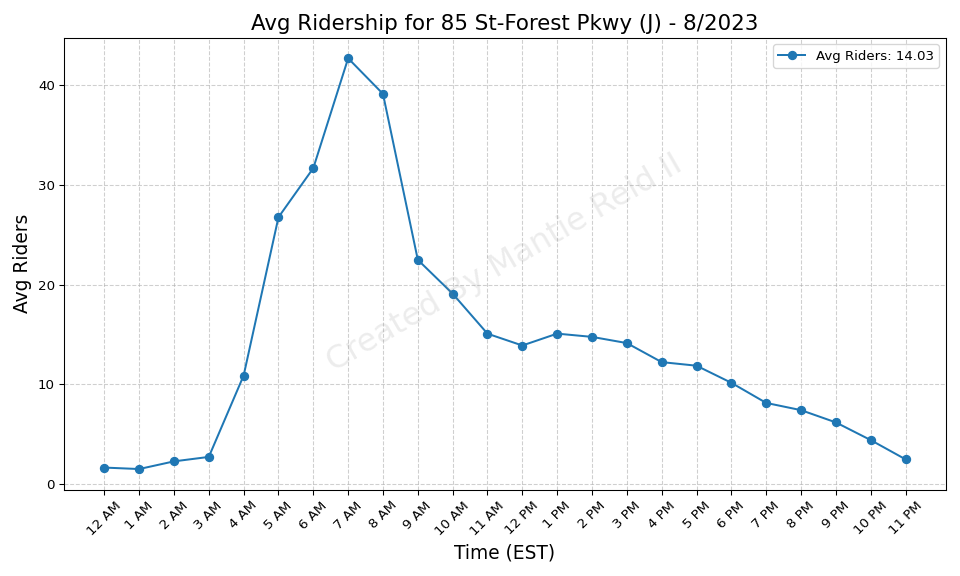 Avg Ridership for 85 St-Forest Pkwy (J) - 8/2023
Avg Riders: 14.03
40
30
20
10
0
Avg Riders
Created By Mantie Reid II
12 AM
1 AM
2 AM
3 AM
4 AM
5 AM
6 AM
7 AM
8 AM
9 AM
10 AM
11 AM
12 PM
1 PM
2 PM
3 PM
4 PM
5 PM
6 PM
7 PM
8 PM
9 PM
10 PM
11 PM
Time (EST)